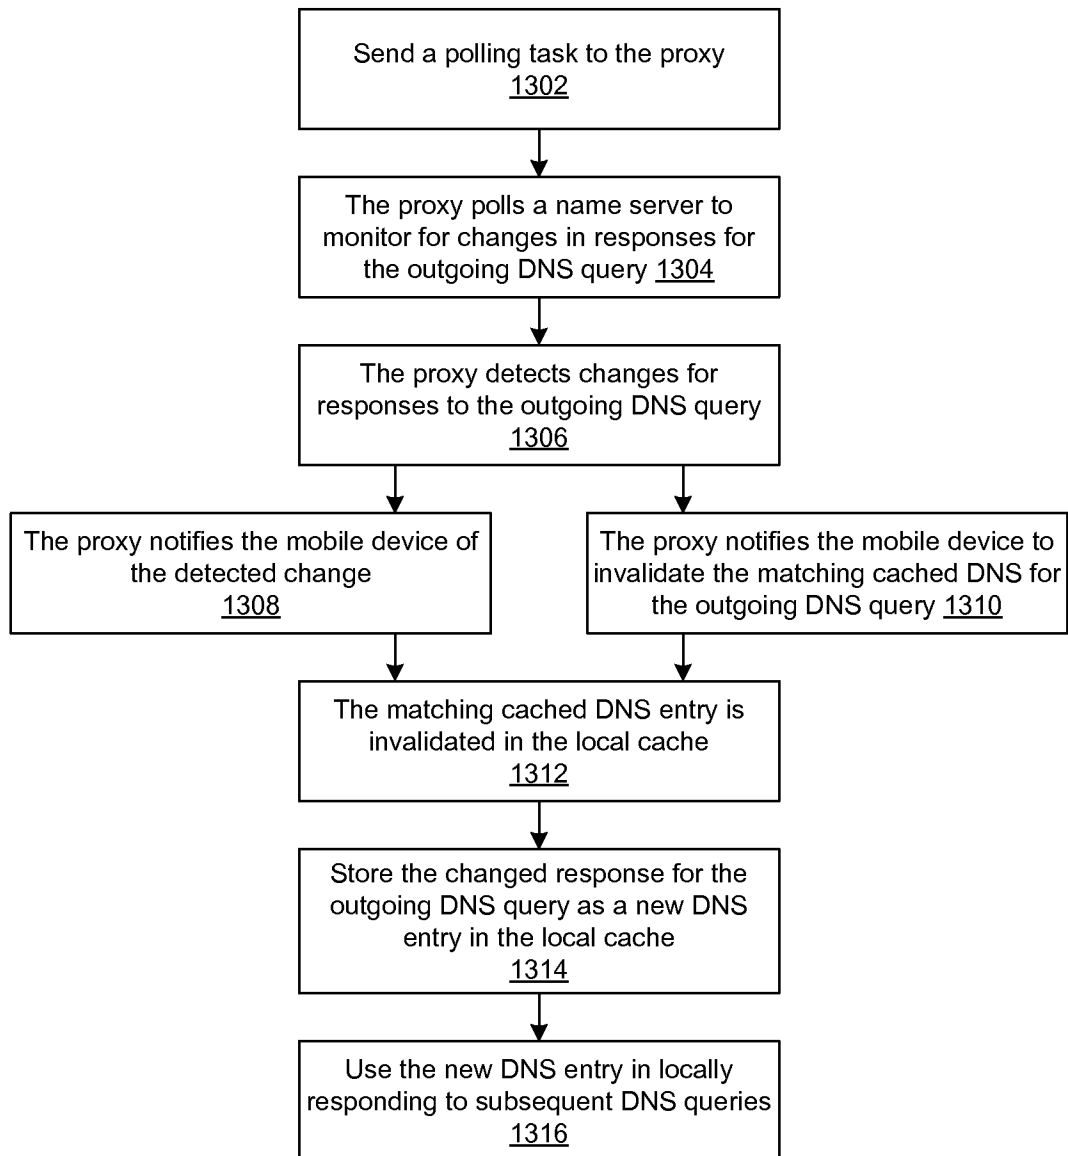 Send a polling task to the proxy
1302
The proxy polls a name server to
monitor for changes in responses for
the outgoing DNS query 1304
The proxy detects changes for
responses to the outgoing DNS query
1306
The proxy notifies the mobile device of
the detected change
1308
The proxy notifies the mobile device to
invalidate the matching cached DNS for
the outgoing DNS query 1310
The matching cached DNS entry is
invalidated in the local cache
1312
Store the changed response for the
outgoing DNS query as a new DNS
entry in the local cache
1314
Use the new DNS entry in locally
responding to subsequent DNS queries
1316